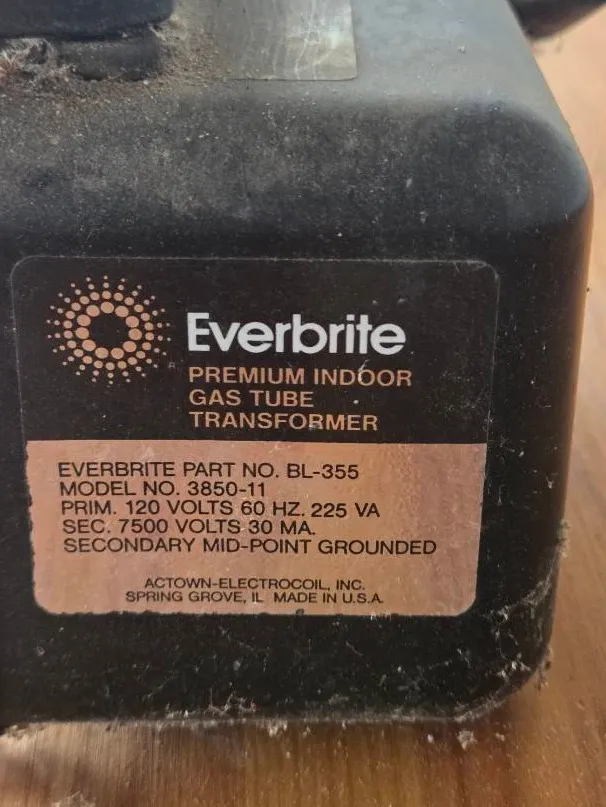 Everbrite
®
PREMIUM INDOOR
GAS TUBE
TRANSFORMER
EVERBRITE PART NO. BL-355
MODEL NO. 3850-11
PRIM. 120 VOLTS 60 HZ. 225 VA
SEC. 7500 VOLTS 30 MA.
SECONDARY MID-POINT GROUNDED
ACTOWN-ELECTROCOIL, INC.
SPRING GROVE, IL MADE IN U.S.A.